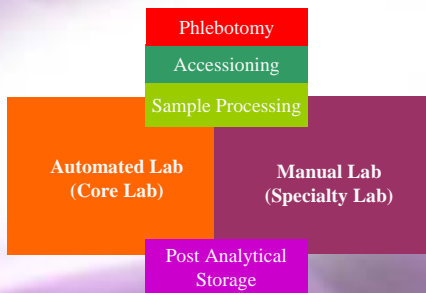 Phlebotomy
Accessioning
Sample Processing
Automated Lab
(Core Lab)
Manual Lab
(Specialty Lab)
Post Analytical
Storage